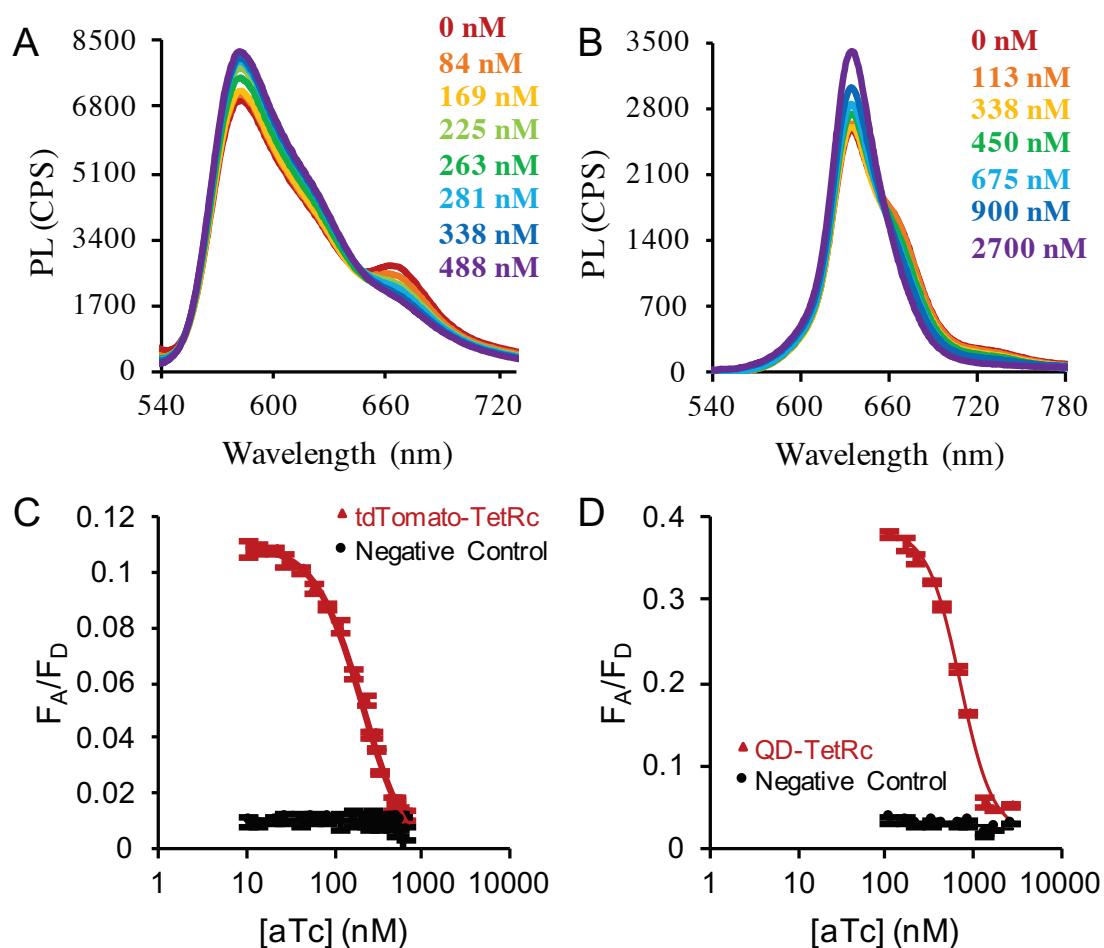 A
8500
6800
5100
3400
1700
0
PL (CPS)
540
600
660
720
Wavelength (nm)
0 nM
84 nM
169 nM
225 nM
263 nM
281 nM
338 nM
488 nM
B
3500
2800
2100
1400
700
0
PL (CPS)
540
600
660
720
780
Wavelength (nm)
0 nM
113 nM
338 nM
450 nM
675 nM
900 nM
2700 nM
C
0.12
0.1
0.08
0.06
0.04
0.02
0
FA/FD
1
10
100
1000
10000
[aTc] (nM)
tdTomato-TetRc
Negative Control
D
0.4
0.3
0.2
0.1
0
FA/FD
1
10
100
1000
10000
[aTc] (nM)
QD-TetRc
Negative Control